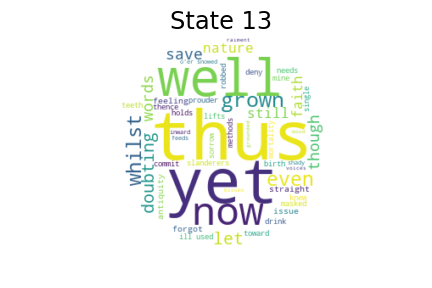 State 13
raiment
o'er snowed
save nature
robbed deny needs
well mine
teeth words feeling prouder grown faith single
thence holds lifts still
whilst doubting thus though
inward feeds sorrow methods
commit slanderers birth shady
yet even voices
antiquity straight
now know masked
issue
forgot drink
ill used let toward